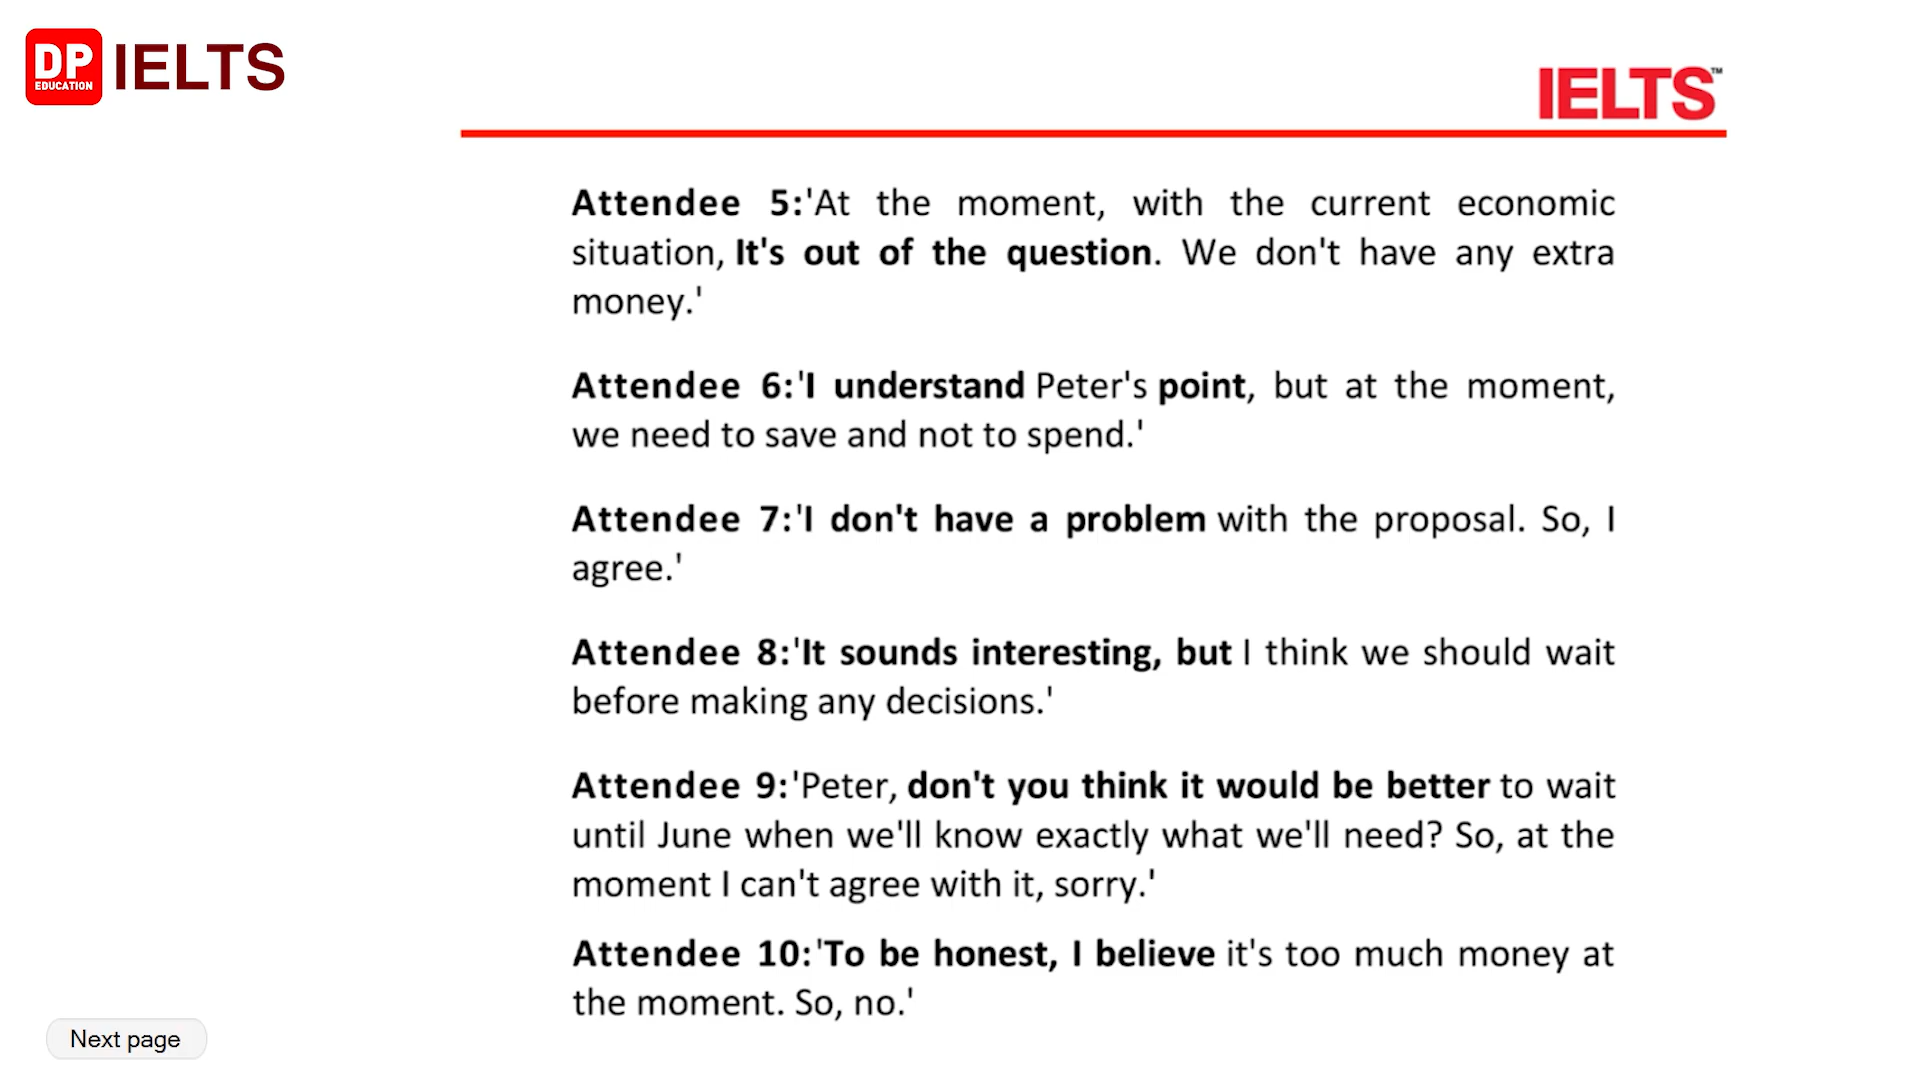 DP
EDUCATION
IELTS
IELTS™
Attendee 5:'At the moment, with the current economic
situation, It's out of the question. We don't have any extra
money.'
Attendee 6:'I understand Peter's point, but at the moment,
we need to save and not to spend.'
Attendee 7:'I don't have a problem with the proposal. So, I
agree.'
Attendee 8:'It sounds interesting, but I think we should wait
before making any decisions.'
Attendee 9:'Peter, don't you think it would be better to wait
until June when we'll know exactly what we'll need? So, at the
moment I can't agree with it, sorry.'
Attendee 10:'To be honest, I believe it's too much money at
the moment. So, no.'
Next page